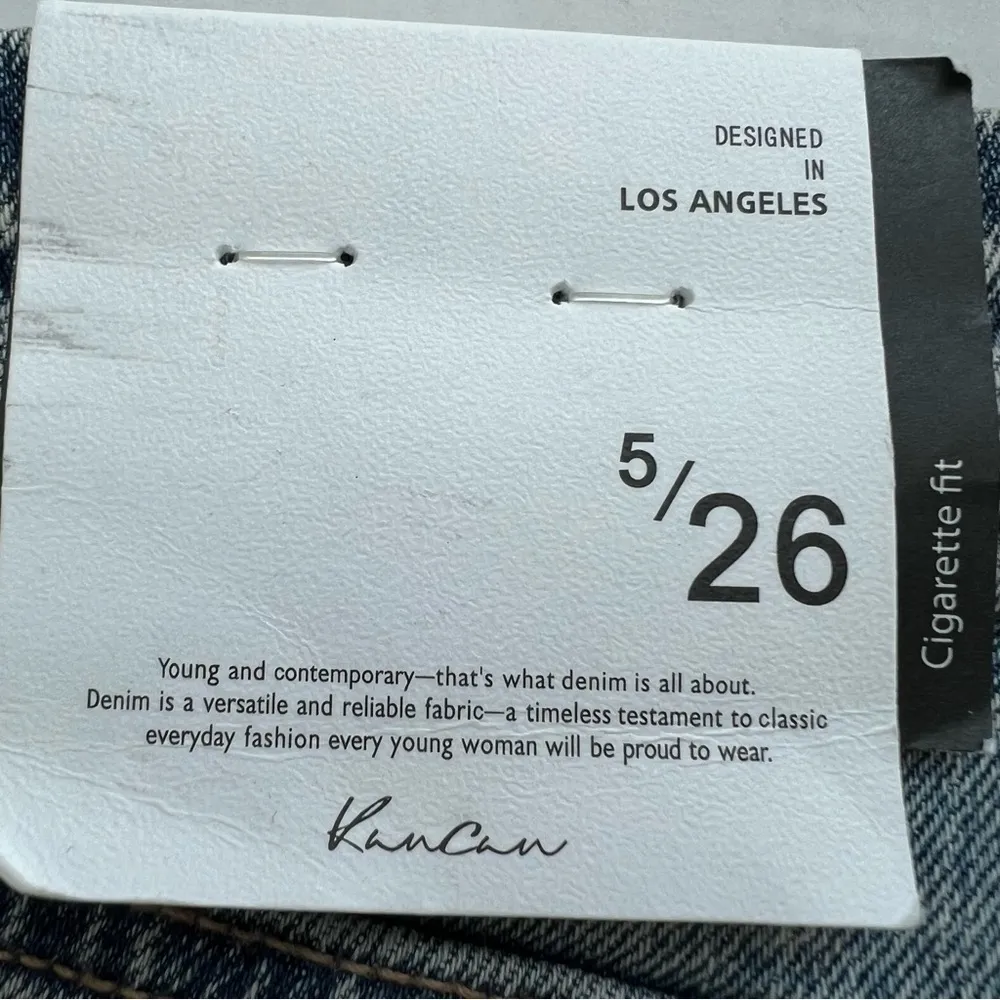 DESIGNED
IN
LOS ANGELES
5/26
Cigarette fit
Young and contemporary—that's what denim is all about.
Denim is a versatile and reliable fabric—a timeless testament to classic
everyday fashion every young woman will be proud to wear.
KanCan